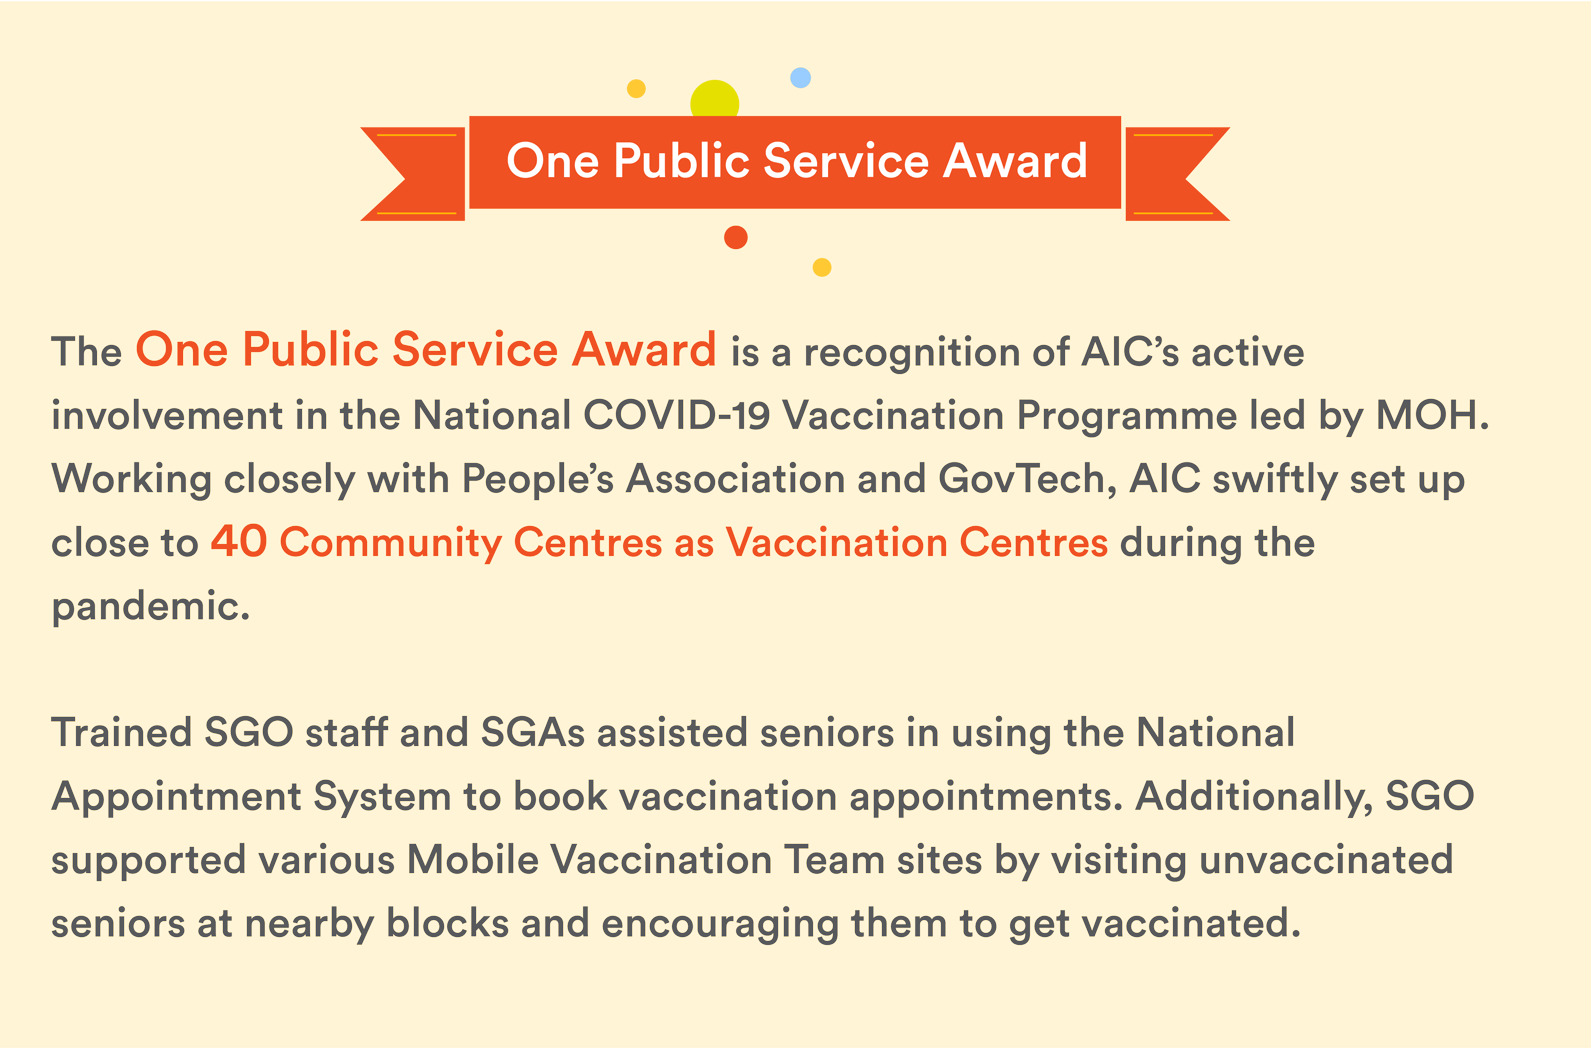 One Public Service Award
The One Public Service Award is a recognition of AIC’s active
involvement in the National COVID-19 Vaccination Programme led by MOH.
Working closely with People’s Association and GovTech, AIC swiftly set up
close to 40 Community Centres as Vaccination Centres during the
pandemic.
Trained SGO staff and SGAs assisted seniors in using the National
Appointment System to book vaccination appointments. Additionally, SGO
supported various Mobile Vaccination Team sites by visiting unvaccinated
seniors at nearby blocks and encouraging them to get vaccinated.